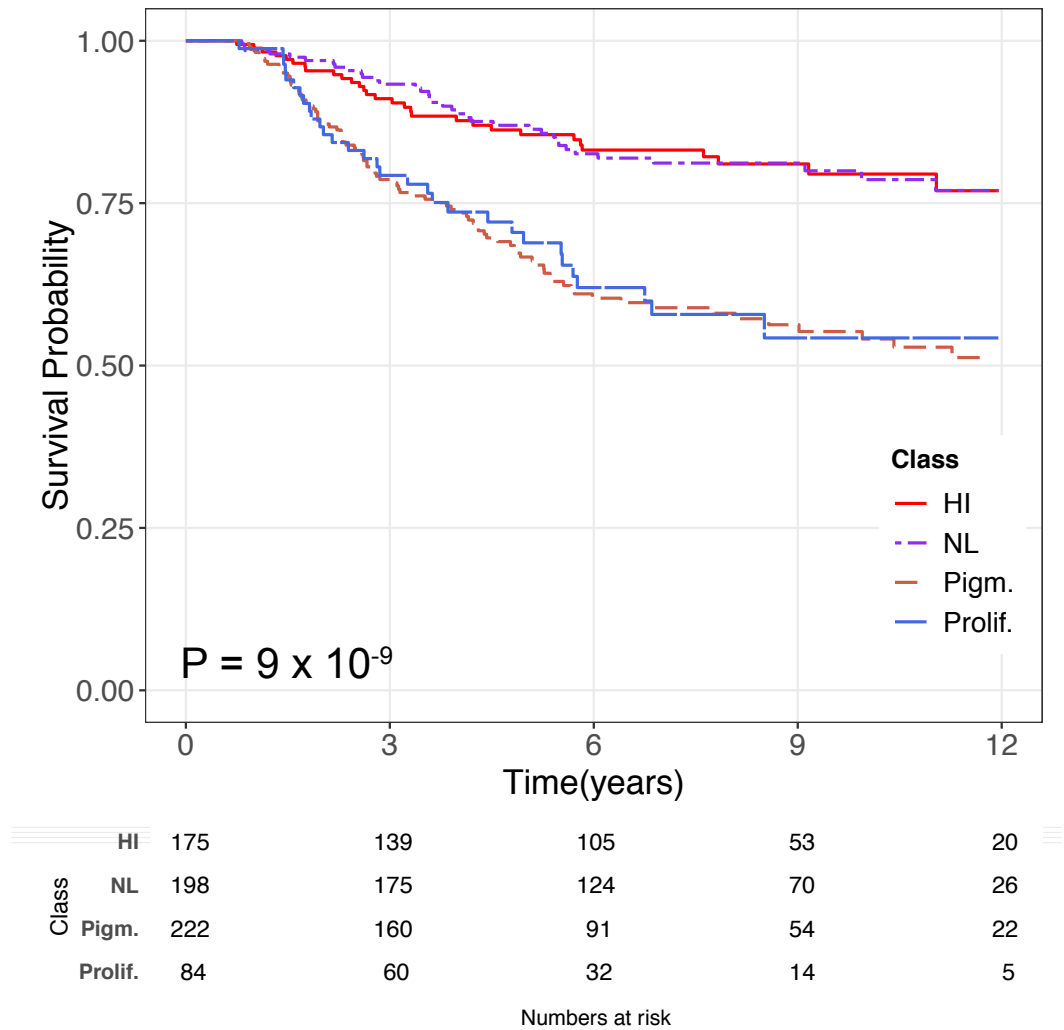 1.00
0.75
0.50
0.25
0.00
Survival Probability
P = 9 x 10⁻⁹
Class
HI
NL
Pigm.
Prolif.
0 3 6 9 12
Time(years)
Class
HI 175 139 105 53 20
NL 198 175 124 70 26
Pigm. 222 160 91 54 22
Prolif. 84 60 32 14 5
Numbers at risk